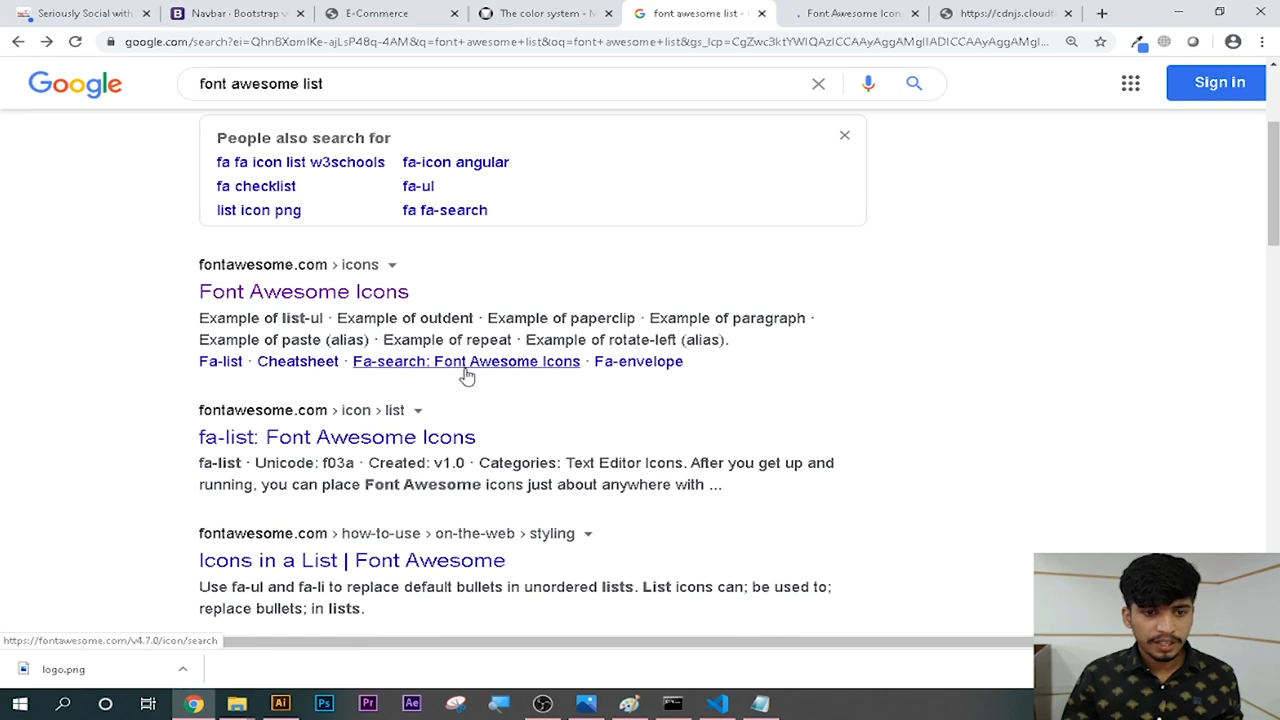 Seriously Social with
Navbar · Bootstrap v
E-Commerce
The color system - M
font awesome list -
Font Awesome Icons
https://cdnjs.cloudf
google.com/search?ei=QhnBXomIKe-ajLsP48q-4AM&q=font+awesome+list&oq=font+awesome+list&gs_lcp=CgZwc3ktYWIQAzICCAAyAggAMgIIADICCAAyAggAMgIIADICCAAyAggAMgl...
Google
font awesome list
Sign in
People also search for
fa fa icon list w3schools
fa-icon angular
fa checklist
fa-ul
list icon png
fa fa-search
fontawesome.com › icons
Font Awesome Icons
Example of list-ul · Example of outdent · Example of paperclip · Example of paragraph ·
Example of paste (alias) · Example of repeat · Example of rotate-left (alias).
Fa-list · Cheatsheet · Fa-search: Font Awesome Icons · Fa-envelope
fontawesome.com › icon › list
fa-list: Font Awesome Icons
fa-list · Unicode: f03a · Created: v1.0 · Categories: Text Editor Icons. After you get up and
running, you can place Font Awesome icons just about anywhere with ...
fontawesome.com › how-to-use › on-the-web › styling
Icons in a List | Font Awesome
Use fa-ul and fa-li to replace default bullets in unordered lists. List icons can; be used to;
replace bullets; in lists.
https://fontawesome.com/v4.7.0/icon/search
logo.png
Ai
Ps
Pr
Ae